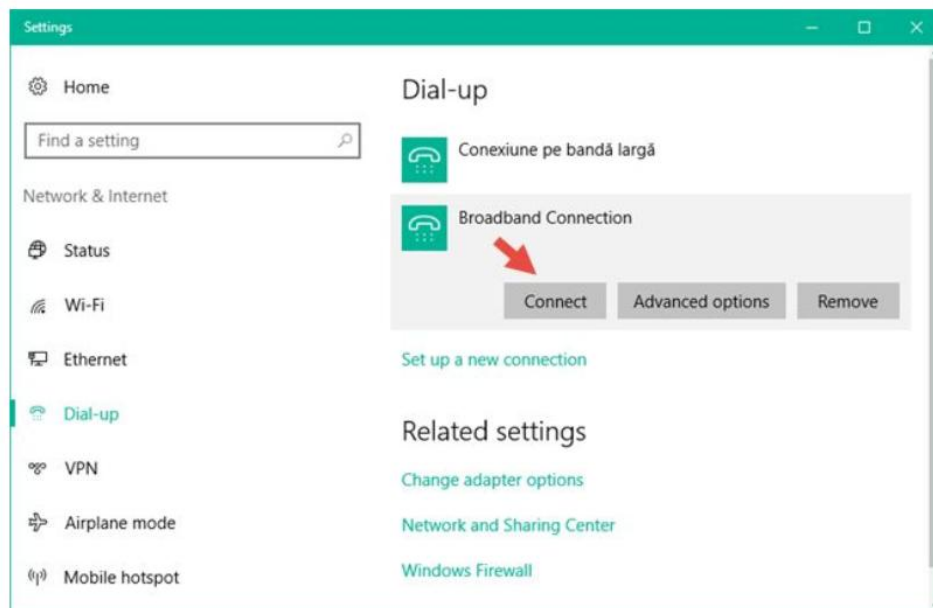 Settings
Home
Find a setting
Network & Internet
Status
Wi-Fi
Ethernet
Dial-up
VPN
Airplane mode
Mobile hotspot
Dial-up
Conexiune pe bandă largă
Broadband Connection
Connect Advanced options Remove
Set up a new connection
Related settings
Change adapter options
Network and Sharing Center
Windows Firewall